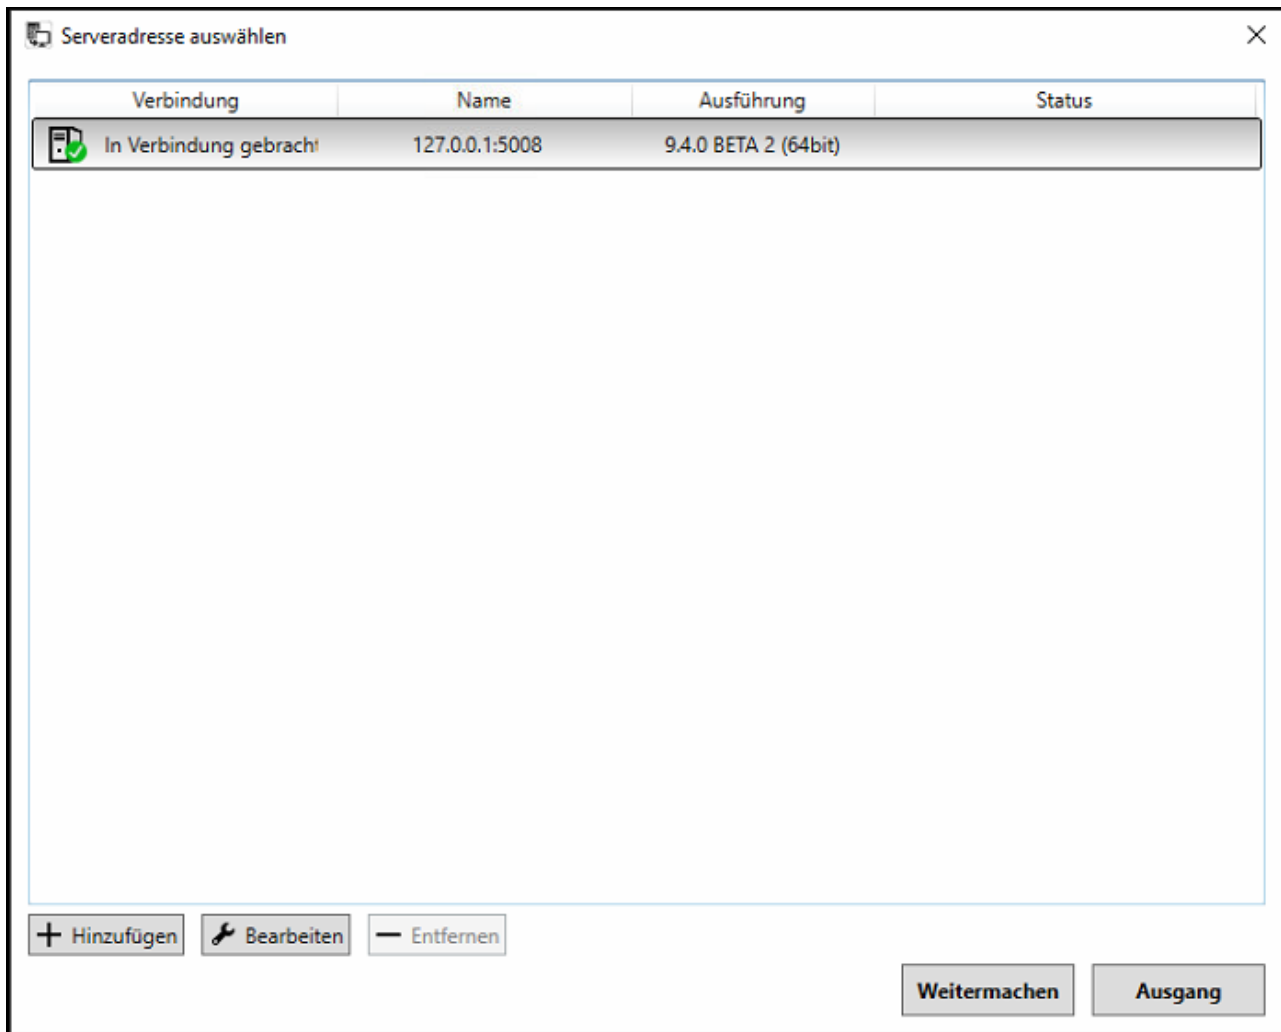 Serveradresse auswählen
Verbindung Name Ausführung Status
In Verbindung gebracht 127.0.0.1:5008 9.4.0 BETA 2 (64bit)
Hinzufügen Bearbeiten Entfernen
Weitermachen Ausgang